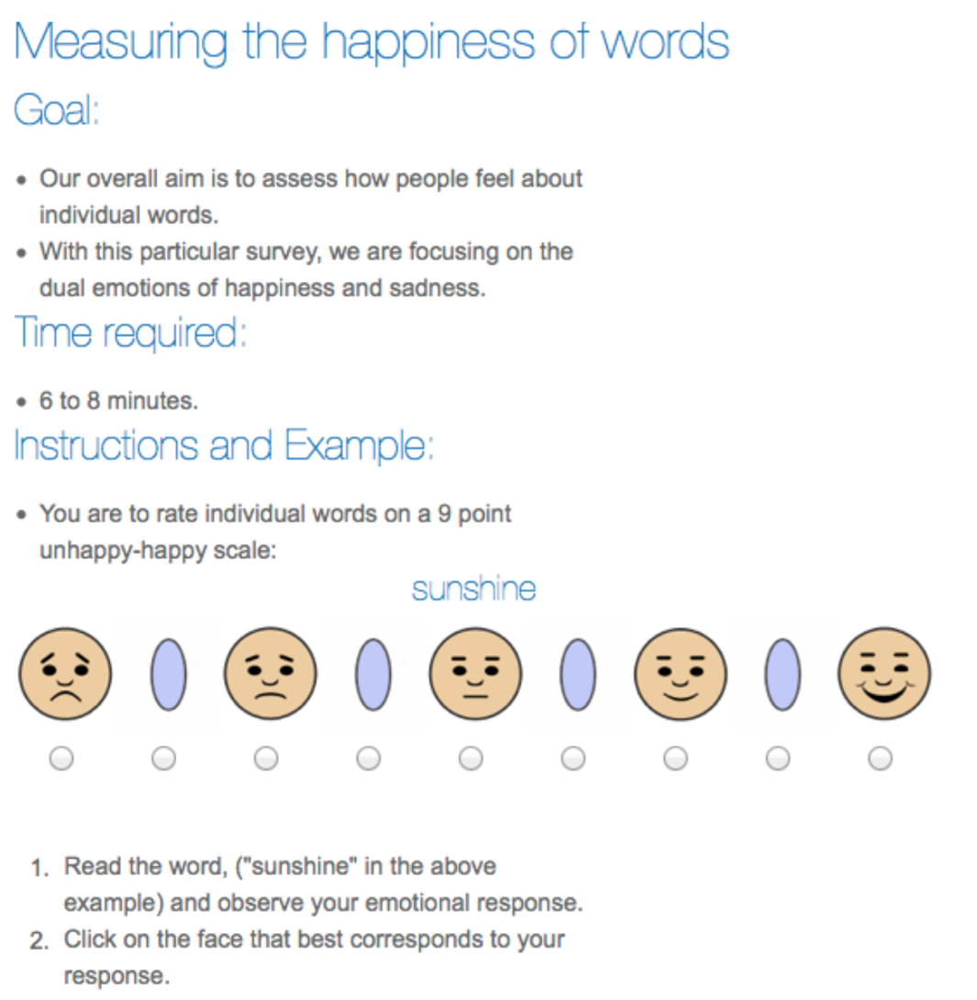 Measuring the happiness of words
Goal:
• Our overall aim is to assess how people feel about
individual words.
• With this particular survey, we are focusing on the
dual emotions of happiness and sadness.
Time required:
• 6 to 8 minutes.
Instructions and Example:
• You are to rate individual words on a 9 point
unhappy-happy scale:
sunshine
1. Read the word, ("sunshine" in the above
example) and observe your emotional response.
2. Click on the face that best corresponds to your
response.